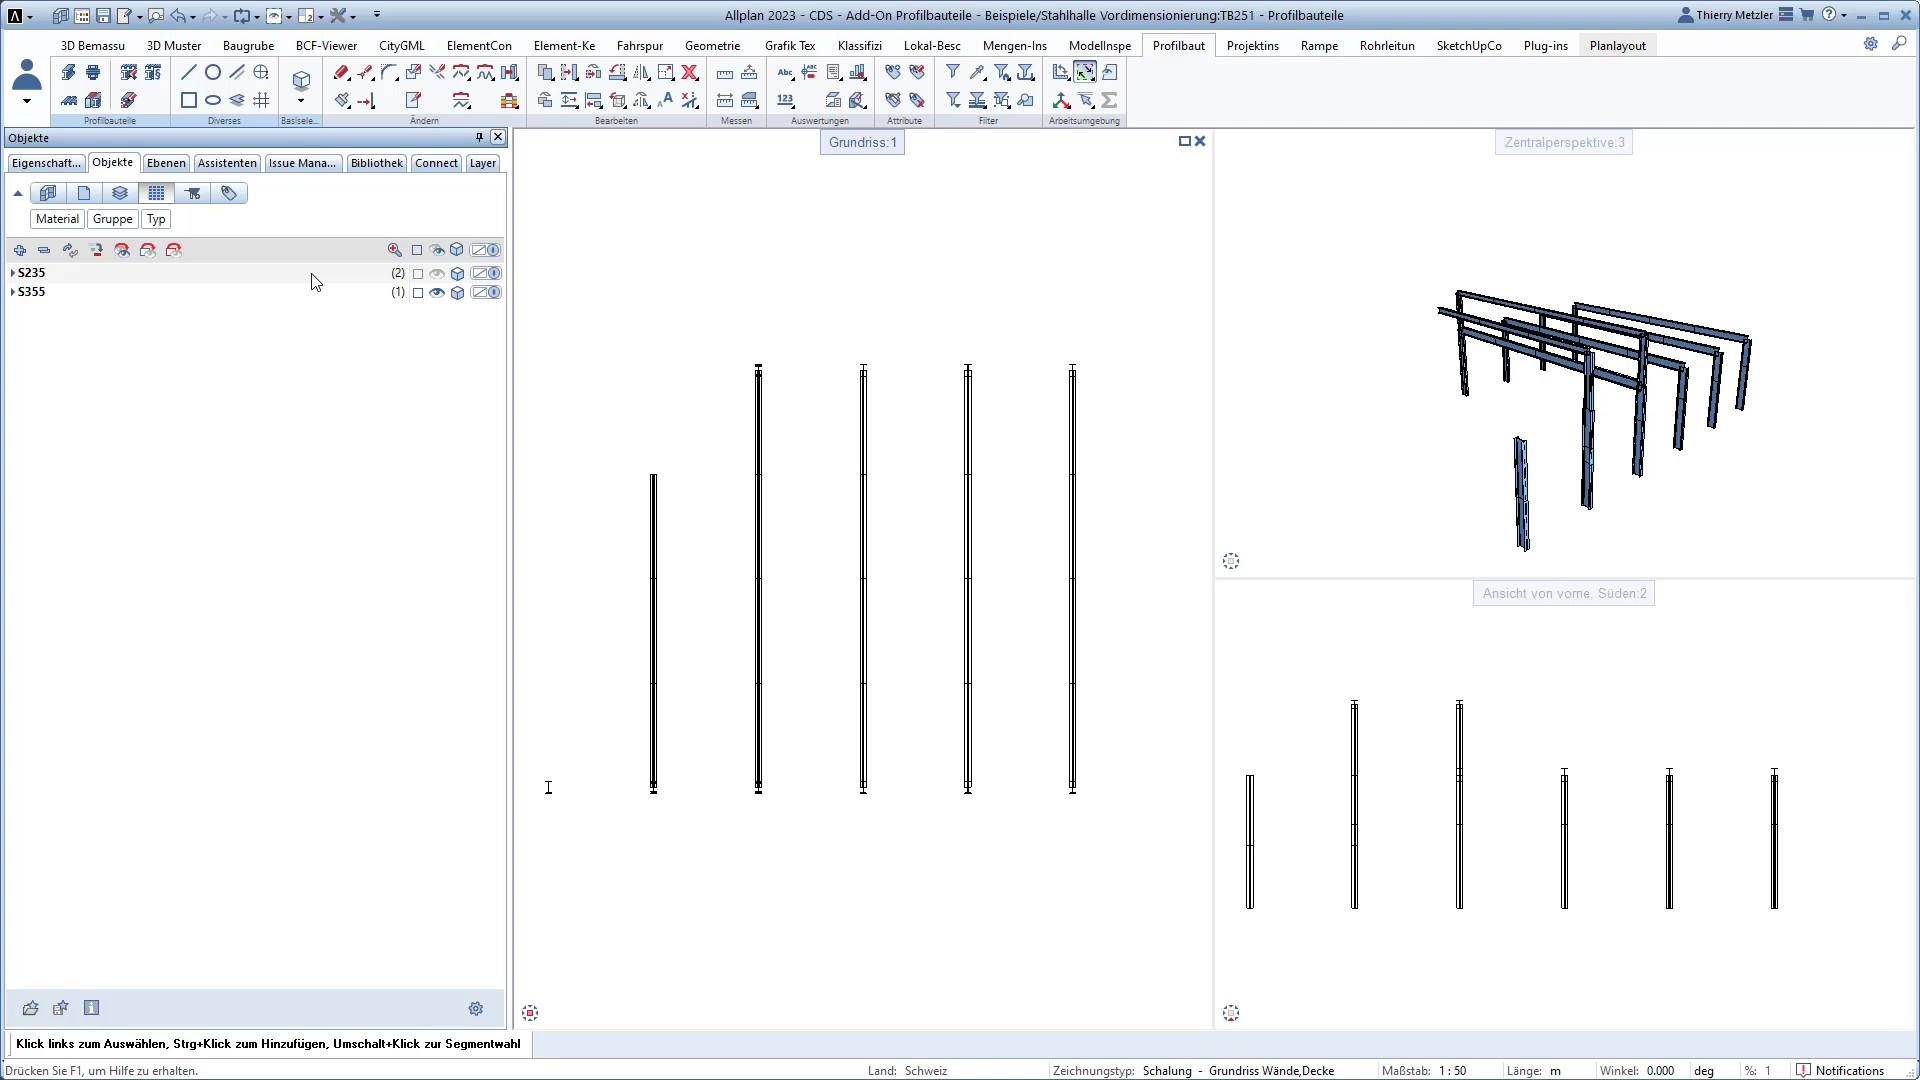 Allplan 2023 - CDS - Add-On Profilbauteile - Beispiele/Stahlhalle Vordimensionierung:TB251 - Profilbauteile
Thierry Metzler
3D Bemassu 3D Muster Baugrube BCF-Viewer CityGML ElementCon Element-Ke Fahrspur Geometrie Grafik Tex Klassifizi Lokal-Besc Mengen-Ins Modellnspe Profilbaut Projektins Rampe Rohrleitun SketchUpCo Plug-ins Planlayout
Profilbauteile Diverses Basisele... Ändern Bearbeiten Messen Auswertungen Attribute Filter Arbeitsumgebung
Objekte
Eigenschaft... Objekte Ebenen Assistenten Issue Mana... Bibliothek Connect Layer
Material Gruppe Typ
S235 (2)
S355 (1)
Grundriss:1
Zentralperspektive:3
Ansicht von vorne, Süden:2
Klick links zum Auswählen, Strg+Klick zum Hinzufügen, Umschalt+Klick zur Segmentwahl
Drücken Sie F1, um Hilfe zu erhalten. Land: Schweiz Zeichnungstyp: Schalung - Grundriss Wände,Decke Maßstab: 1 : 50 Länge: m Winkel: 0.000 deg %: 1 Notifications